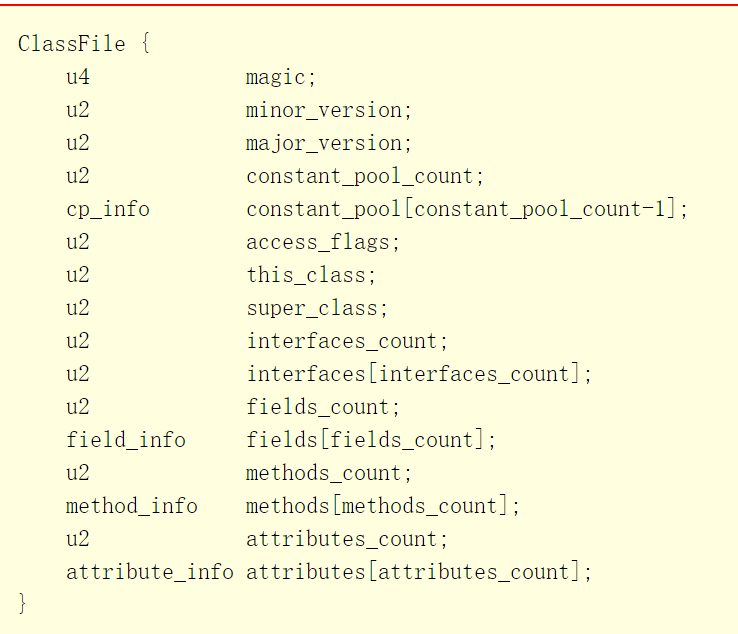 ClassFile {
    u4             magic;
    u2             minor_version;
    u2             major_version;
    u2             constant_pool_count;
    cp_info        constant_pool[constant_pool_count-1];
    u2             access_flags;
    u2             this_class;
    u2             super_class;
    u2             interfaces_count;
    u2             interfaces[interfaces_count];
    u2             fields_count;
    field_info     fields[fields_count];
    u2             methods_count;
    method_info    methods[methods_count];
    u2             attributes_count;
    attribute_info attributes[attributes_count];
}